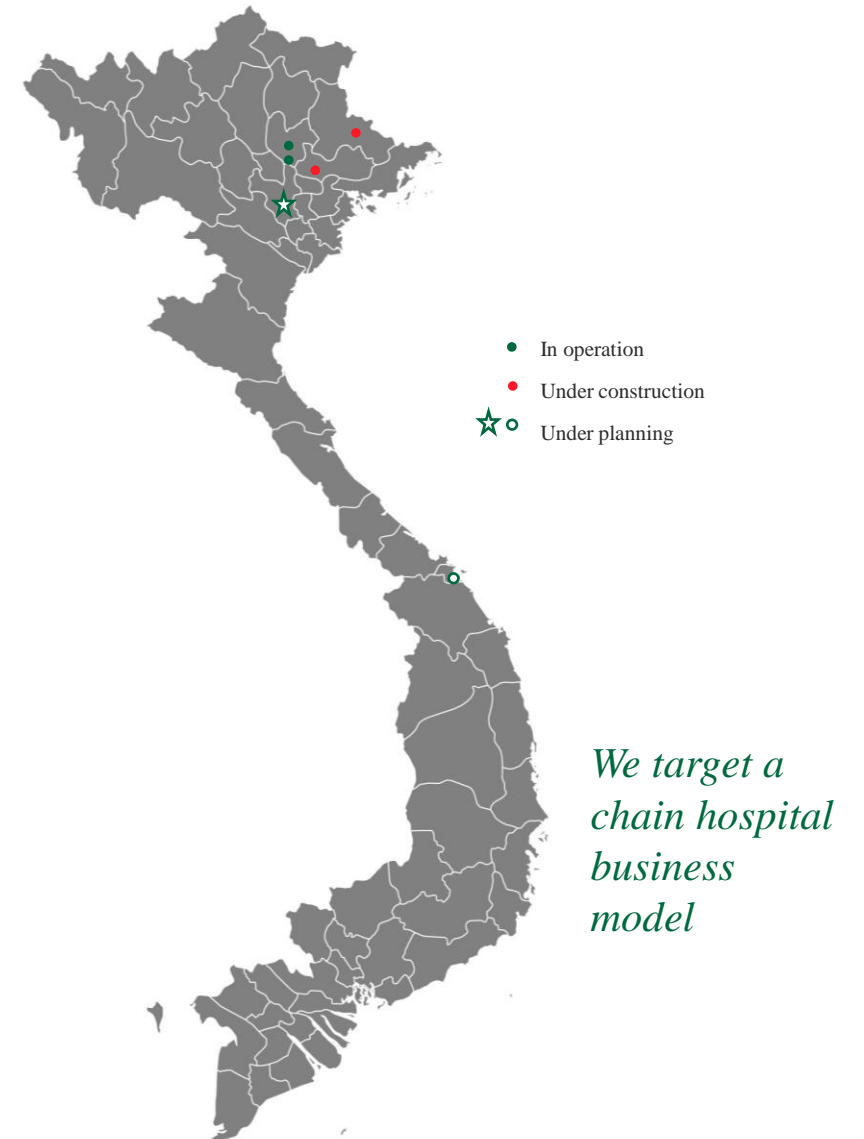 In operation
Under construction
Under planning
We target a
chain hospital
business
model